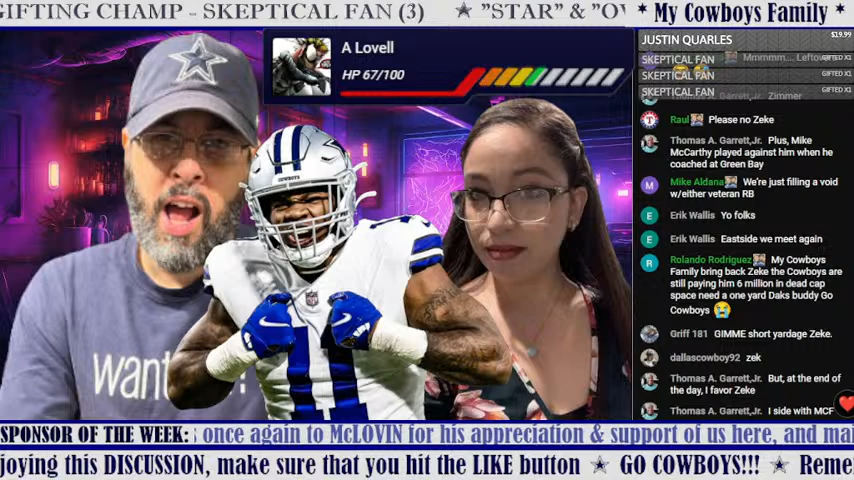 GIFTING CHAMP - SKEPTICAL FAN (3) ★ "STAR" & "OV
* My Cowboys Family *
A Lovell
HP 67/100
COWBOYS
11
want
JUSTIN QUARLES $19.99
SKEPTICAL FAN GIFTED X1
SKEPTICAL FAN GIFTED X1
SKEPTICAL FAN GIFTED X1
Zimmer
Raul Please no Zeke
Thomas A. Garrett,Jr. Plus, Mike
McCarthy played against him when he
coached at Green Bay
Mike Aldana We're just filling a void
w/either veteran RB
Erik Wallis Yo folks
Erik Wallis Eastside we meet again
Rolando Rodriguez My Cowboys
Family bring back Zeke the Cowboys are
still paying him 6 million in dead cap
space need a one yard Daks buddy Go
Cowboys
Griff 181 GIMME short yardage Zeke.
dallascowboy92 zek
Thomas A. Garrett,Jr. But, at the end of
the day, I favor Zeke
Thomas A. Garrett,Jr. I side with MCF
SPONSOR OF THE WEEK: once again to McLOVIN for his appreciation & support of us here, and mai
joying this DISCUSSION, make sure that you hit the LIKE button ★ GO COWBOYS!!! ★ Reme